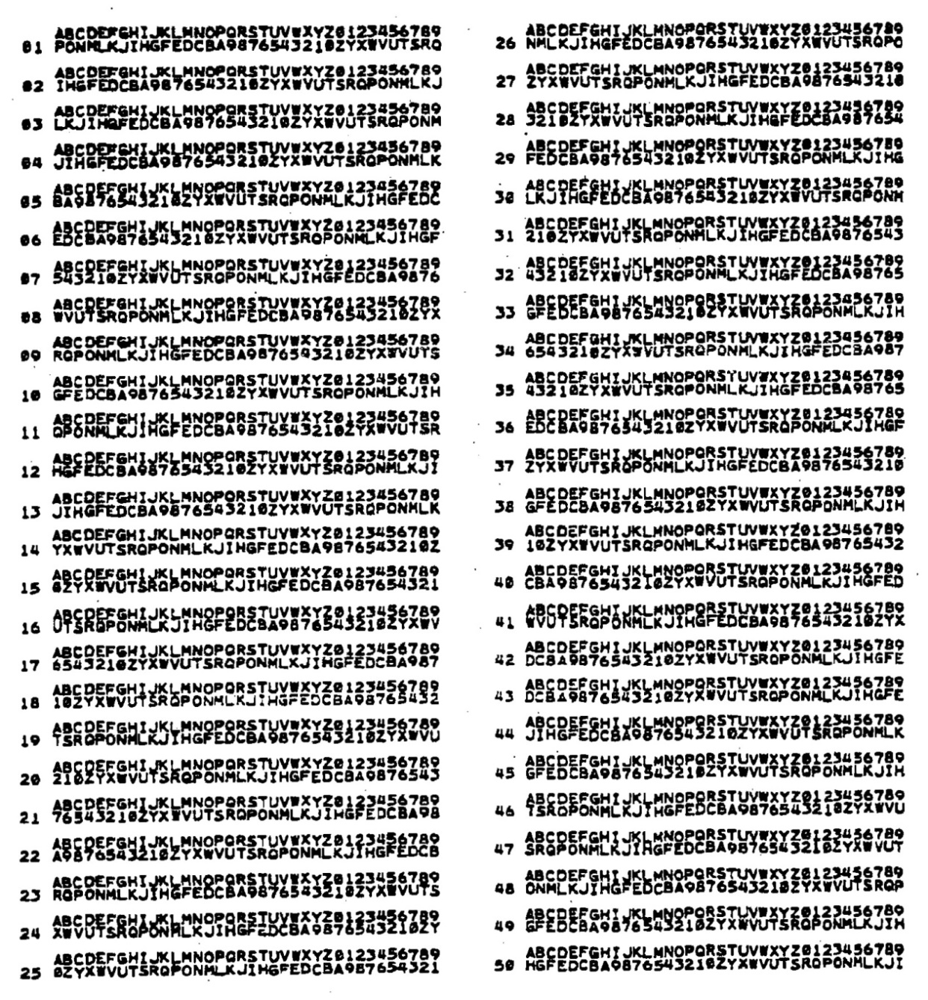 ABCDEFGHIJKLMNOPQRSTUVWXYZ0123456789
01 PONMLKJIHGFEDCBA9876543210ZYXWVUTSRQ
ABCDEFGHIJKLMNOPQRSTUVWXYZ0123456789
02 IHGFEDCBA9876543210ZYXWVUTSRQPONMLKJ
ABCDEFGHIJKLMNOPQRSTUVWXYZ0123456789
03 LKJIHGFEDCBA9876543210ZYXWVUTSRQPONM
ABCDEFGHIJKLMNOPQRSTUVWXYZ0123456789
04 JIHGFEDCBA9876543210ZYXWVUTSRQPONMLK
ABCDEFGHIJKLMNOPQRSTUVWXYZ0123456789
05 BA9876543210ZYXWVUTSRQPONMLKJIHGFEDC
ABCDEFGHIJKLMNOPQRSTUVWXYZ0123456789
06 EDCBA9876543210ZYXWVUTSRQPONMLKJIHGF
ABCDEFGHIJKLMNOPQRSTUVWXYZ0123456789
07 543210ZYXWVUTSRQPONMLKJIHGFEDCBA9876
ABCDEFGHIJKLMNOPQRSTUVWXYZ0123456789
08 WVUTSRQPONMLKJIHGFEDCBA9876543210ZYX
ABCDEFGHIJKLMNOPQRSTUVWXYZ0123456789
09 RQPONMLKJIHGFEDCBA9876543210ZYXWVUTS
ABCDEFGHIJKLMNOPQRSTUVWXYZ0123456789
10 GFEDCBA9876543210ZYXWVUTSRQPONMLKJIH
ABCDEFGHIJKLMNOPQRSTUVWXYZ0123456789
11 QPONMLKJIHGFEDCBA9876543210ZYXWVUTSR
ABCDEFGHIJKLMNOPQRSTUVWXYZ0123456789
12 HGFEDCBA9876543210ZYXWVUTSRQPONMLKJI
ABCDEFGHIJKLMNOPQRSTUVWXYZ0123456789
13 JIHGFEDCBA9876543210ZYXWVUTSRQPONMLK
ABCDEFGHIJKLMNOPQRSTUVWXYZ0123456789
14 YXWVUTSRQPONMLKJIHGFEDCBA9876543210Z
ABCDEFGHIJKLMNOPQRSTUVWXYZ0123456789
15 0ZYXWVUTSRQPONMLKJIHGFEDCBA987654321
ABCDEFGHIJKLMNOPQRSTUVWXYZ0123456789
16 UTSRQPONMLKJIHGFEDCBA9876543210ZYXWV
ABCDEFGHIJKLMNOPQRSTUVWXYZ0123456789
17 6543210ZYXWVUTSRQPONMLKJIHGFEDCBA987
ABCDEFGHIJKLMNOPQRSTUVWXYZ0123456789
18 10ZYXWVUTSRQPONMLKJIHGFEDCBA98765432
ABCDEFGHIJKLMNOPQRSTUVWXYZ0123456789
19 TSRQPONMLKJIHGFEDCBA9876543210ZYXWVU
ABCDEFGHIJKLMNOPQRSTUVWXYZ0123456789
20 210ZYXWVUTSRQPONMLKJIHGFEDCBA9876543
ABCDEFGHIJKLMNOPQRSTUVWXYZ0123456789
21 76543210ZYXWVUTSRQPONMLKJIHGFEDCBA98
ABCDEFGHIJKLMNOPQRSTUVWXYZ0123456789
22 A9876543210ZYXWVUTSRQPONMLKJIHGFEDCB
ABCDEFGHIJKLMNOPQRSTUVWXYZ0123456789
23 RQPONMLKJIHGFEDCBA9876543210ZYXWVUTS
ABCDEFGHIJKLMNOPQRSTUVWXYZ0123456789
24 XWVUTSRQPONMLKJIHGFEDCBA9876543210ZY
ABCDEFGHIJKLMNOPQRSTUVWXYZ0123456789
25 0ZYXWVUTSRQPONMLKJIHGFEDCBA987654321
ABCDEFGHIJKLMNOPQRSTUVWXYZ0123456789
26 NMLKJIHGFEDCBA9876543210ZYXWVUTSRQPO
ABCDEFGHIJKLMNOPQRSTUVWXYZ0123456789
27 ZYXWVUTSRQPONMLKJIHGFEDCBA9876543210
ABCDEFGHIJKLMNOPQRSTUVWXYZ0123456789
28 3210ZYXWVUTSRQPONMLKJIHGFEDCBA987654
ABCDEFGHIJKLMNOPQRSTUVWXYZ0123456789
29 FEDCBA9876543210ZYXWVUTSRQPONMLKJIHG
ABCDEFGHIJKLMNOPQRSTUVWXYZ0123456789
30 LKJIHGFEDCBA9876543210ZYXWVUTSRQPONM
ABCDEFGHIJKLMNOPQRSTUVWXYZ0123456789
31 210ZYXWVUTSRQPONMLKJIHGFEDCBA9876543
ABCDEFGHIJKLMNOPQRSTUVWXYZ0123456789
32 43210ZYXWVUTSRQPONMLKJIHGFEDCBA98765
ABCDEFGHIJKLMNOPQRSTUVWXYZ0123456789
33 GFEDCBA9876543210ZYXWVUTSRQPONMLKJIH
ABCDEFGHIJKLMNOPQRSTUVWXYZ0123456789
34 6543210ZYXWVUTSRQPONMLKJIHGFEDCBA987
ABCDEFGHIJKLMNOPQRSTUVWXYZ0123456789
35 43210ZYXWVUTSRQPONMLKJIHGFEDCBA98765
ABCDEFGHIJKLMNOPQRSTUVWXYZ0123456789
36 EDCBA9876543210ZYXWVUTSRQPONMLKJIHGF
ABCDEFGHIJKLMNOPQRSTUVWXYZ0123456789
37 ZYXWVUTSRQPONMLKJIHGFEDCBA9876543210
ABCDEFGHIJKLMNOPQRSTUVWXYZ0123456789
38 GFEDCBA9876543210ZYXWVUTSRQPONMLKJIH
ABCDEFGHIJKLMNOPQRSTUVWXYZ0123456789
39 10ZYXWVUTSRQPONMLKJIHGFEDCBA98765432
ABCDEFGHIJKLMNOPQRSTUVWXYZ0123456789
40 CBA9876543210ZYXWVUTSRQPONMLKJIHGFED
ABCDEFGHIJKLMNOPQRSTUVWXYZ0123456789
41 WVUTSRQPONMLKJIHGFEDCBA9876543210ZYX
ABCDEFGHIJKLMNOPQRSTUVWXYZ0123456789
42 DCBA9876543210ZYXWVUTSRQPONMLKJIHGFE
ABCDEFGHIJKLMNOPQRSTUVWXYZ0123456789
43 DCBA9876543210ZYXWVUTSRQPONMLKJIHGFE
ABCDEFGHIJKLMNOPQRSTUVWXYZ0123456789
44 JIHGFEDCBA9876543210ZYXWVUTSRQPONMLK
ABCDEFGHIJKLMNOPQRSTUVWXYZ0123456789
45 GFEDCBA9876543210ZYXWVUTSRQPONMLKJIH
ABCDEFGHIJKLMNOPQRSTUVWXYZ0123456789
46 TSRQPONMLKJIHGFEDCBA9876543210ZYXWVU
ABCDEFGHIJKLMNOPQRSTUVWXYZ0123456789
47 SRQPONMLKJIHGFEDCBA9876543210ZYXWVUT
ABCDEFGHIJKLMNOPQRSTUVWXYZ0123456789
48 ONMLKJIHGFEDCBA9876543210ZYXWVUTSRQP
ABCDEFGHIJKLMNOPQRSTUVWXYZ0123456789
49 GFEDCBA9876543210ZYXWVUTSRQPONMLKJIH
ABCDEFGHIJKLMNOPQRSTUVWXYZ0123456789
50 HGFEDCBA9876543210ZYXWVUTSRQPONMLKJI